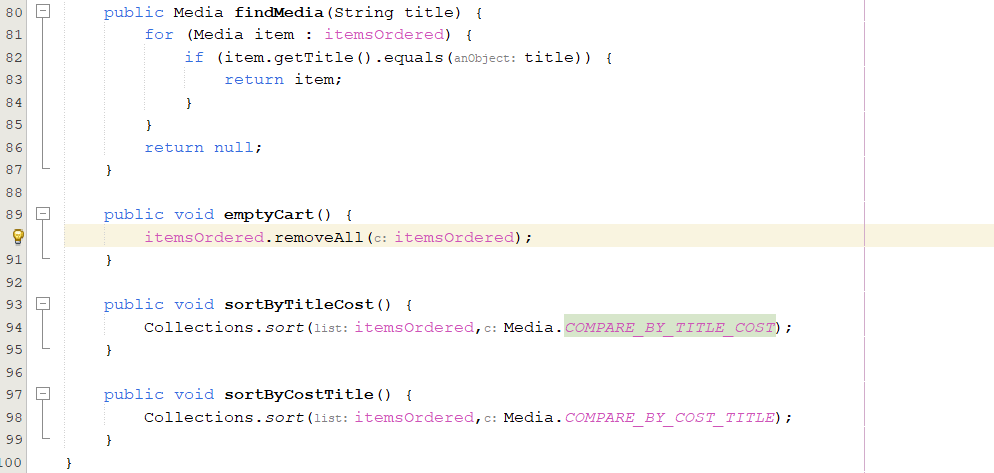 80 public Media findMedia(String title) {
81 for (Media item : itemsOrdered) {
82 if (item.getTitle().equals(anObject: title)) {
83 return item;
84 }
85 }
86 return null;
87 }
88
89 public void emptyCart() {
itemsOrdered.removeAll(c: itemsOrdered);
91 }
92
93 public void sortByTitleCost() {
94 Collections.sort(list: itemsOrdered,c: Media.COMPARE_BY_TITLE_COST);
95 }
96
97 public void sortByCostTitle() {
98 Collections.sort(list: itemsOrdered,c: Media.COMPARE_BY_COST_TITLE);
99 }
100 }